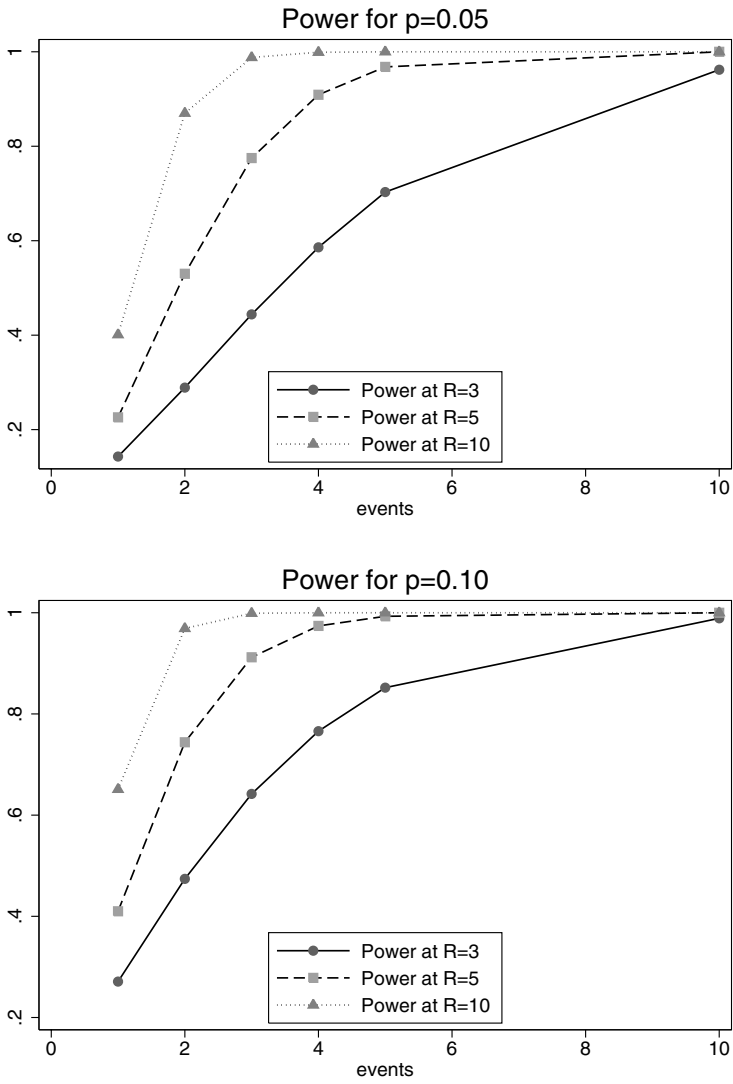 Power for p=0.05
1
.8
.6
.4
.2
Power at R=3
Power at R=5
Power at R=10
0 2 4 6 8 10
events
Power for p=0.10
1
.8
.6
.4
.2
Power at R=3
Power at R=5
Power at R=10
0 2 4 6 8 10
events